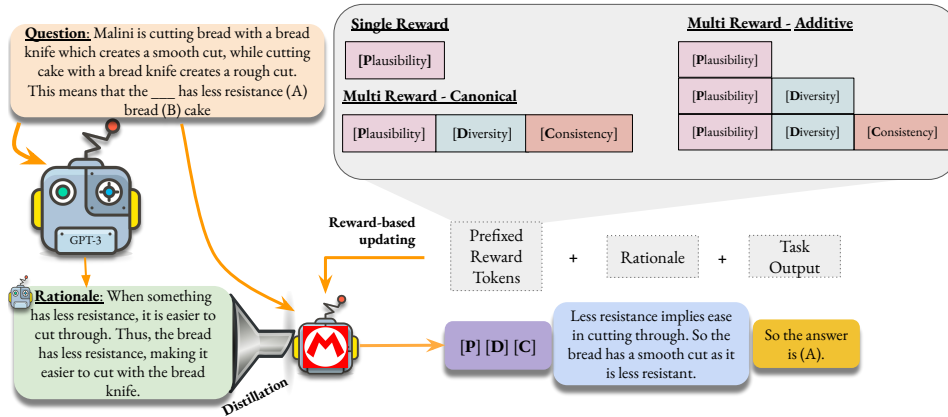 Question: Malini is cutting bread with a bread
knife which creates a smooth cut, while cutting
cake with a bread knife creates a rough cut.
This means that the ___ has less resistance (A)
bread (B) cake
GPT-3
Rationale: When something
has less resistance, it is easier to
cut through. Thus, the bread
has less resistance, making it
easier to cut with the bread
knife.
Distillation
M
Single Reward
[Plausibility]
Multi Reward - Canonical
[Plausibility] [Diversity] [Consistency]
Multi Reward - Additive
[Plausibility]
[Plausibility] [Diversity]
[Plausibility] [Diversity] [Consistency]
Reward-based
updating
Prefixed
Reward
Tokens
+
Rationale
+
Task
Output
[P] [D] [C]
Less resistance implies ease
in cutting through. So the
bread has a smooth cut as it
is less resistant.
So the answer
is (A).